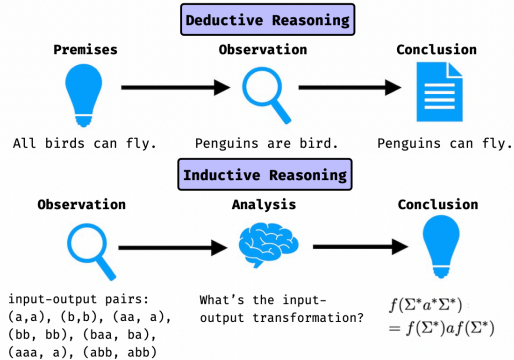 Deductive Reasoning
Premises Observation Conclusion
All birds can fly. Penguins are bird. Penguins can fly.
Inductive Reasoning
Observation Analysis Conclusion
input-output pairs:
(a,a), (b,b), (aa, a),
(bb, bb), (baa, ba),
(aaa, a), (abb, abb)
What's the input-
output transformation?
f(Σ*a*Σ*)
= f(Σ*)af(Σ*)